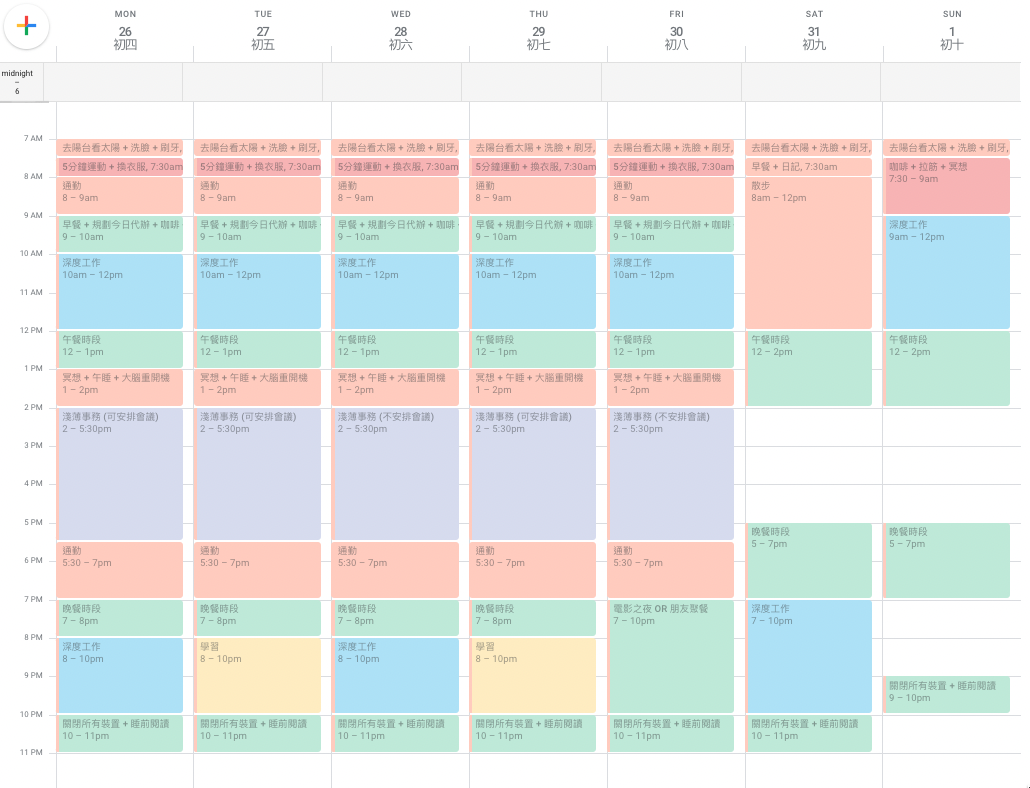 MON TUE WED THU FRI SAT SUN
26 27 28 29 30 31 1
初四 初五 初六 初七 初八 初九 初十
midnight
–
6
7 AM
去陽台看太陽 + 洗臉 + 刷牙, 去陽台看太陽 + 洗臉 + 刷牙, 去陽台看太陽 + 洗臉 + 刷牙, 去陽台看太陽 + 洗臉 + 刷牙, 去陽台看太陽 + 洗臉 + 刷牙, 去陽台看太陽 + 洗臉 + 刷牙, 去陽台看太陽 + 洗臉 + 刷牙,
5分鐘運動 + 換衣服, 7:30am 5分鐘運動 + 換衣服, 7:30am 5分鐘運動 + 換衣服, 7:30am 5分鐘運動 + 換衣服, 7:30am 5分鐘運動 + 換衣服, 7:30am 早餐 + 日記, 7:30am 咖啡 + 拉筋 + 冥想
7:30 – 9am
8 AM
通勤 通勤 通勤 通勤 通勤 散步
8 – 9am 8 – 9am 8 – 9am 8 – 9am 8 – 9am 8am – 12pm
9 AM
早餐 + 規劃今日代辦 + 咖啡 早餐 + 規劃今日代辦 + 咖啡 早餐 + 規劃今日代辦 + 咖啡 早餐 + 規劃今日代辦 + 咖啡 早餐 + 規劃今日代辦 + 咖啡 深度工作
9 – 10am 9 – 10am 9 – 10am 9 – 10am 9 – 10am 9am – 12pm
10 AM
深度工作 深度工作 深度工作 深度工作 深度工作
10am – 12pm 10am – 12pm 10am – 12pm 10am – 12pm 10am – 12pm
11 AM
12 PM
午餐時段 午餐時段 午餐時段 午餐時段 午餐時段 午餐時段 午餐時段
12 – 1pm 12 – 1pm 12 – 1pm 12 – 1pm 12 – 1pm 12 – 2pm 12 – 2pm
1 PM
冥想 + 午睡 + 大腦重開機 冥想 + 午睡 + 大腦重開機 冥想 + 午睡 + 大腦重開機 冥想 + 午睡 + 大腦重開機 冥想 + 午睡 + 大腦重開機
1 – 2pm 1 – 2pm 1 – 2pm 1 – 2pm 1 – 2pm
2 PM
淺薄事務 (可安排會議) 淺薄事務 (可安排會議) 淺薄事務 (不安排會議) 淺薄事務 (可安排會議) 淺薄事務 (不安排會議)
2 – 5:30pm 2 – 5:30pm 2 – 5:30pm 2 – 5:30pm 2 – 5:30pm
3 PM
4 PM
5 PM
晚餐時段 晚餐時段
5 – 7pm 5 – 7pm
通勤 通勤 通勤 通勤 通勤
5:30 – 7pm 5:30 – 7pm 5:30 – 7pm 5:30 – 7pm 5:30 – 7pm
6 PM
7 PM
晚餐時段 晚餐時段 晚餐時段 晚餐時段 電影之夜 OR 朋友聚餐 深度工作
7 – 8pm 7 – 8pm 7 – 8pm 7 – 8pm 7 – 10pm 7 – 10pm
8 PM
深度工作 學習 深度工作 學習
8 – 10pm 8 – 10pm 8 – 10pm 8 – 10pm
9 PM
關閉所有裝置 + 睡前閱讀
9 – 10pm
10 PM
關閉所有裝置 + 睡前閱讀 關閉所有裝置 + 睡前閱讀 關閉所有裝置 + 睡前閱讀 關閉所有裝置 + 睡前閱讀 關閉所有裝置 + 睡前閱讀 關閉所有裝置 + 睡前閱讀
10 – 11pm 10 – 11pm 10 – 11pm 10 – 11pm 10 – 11pm 10 – 11pm
11 PM